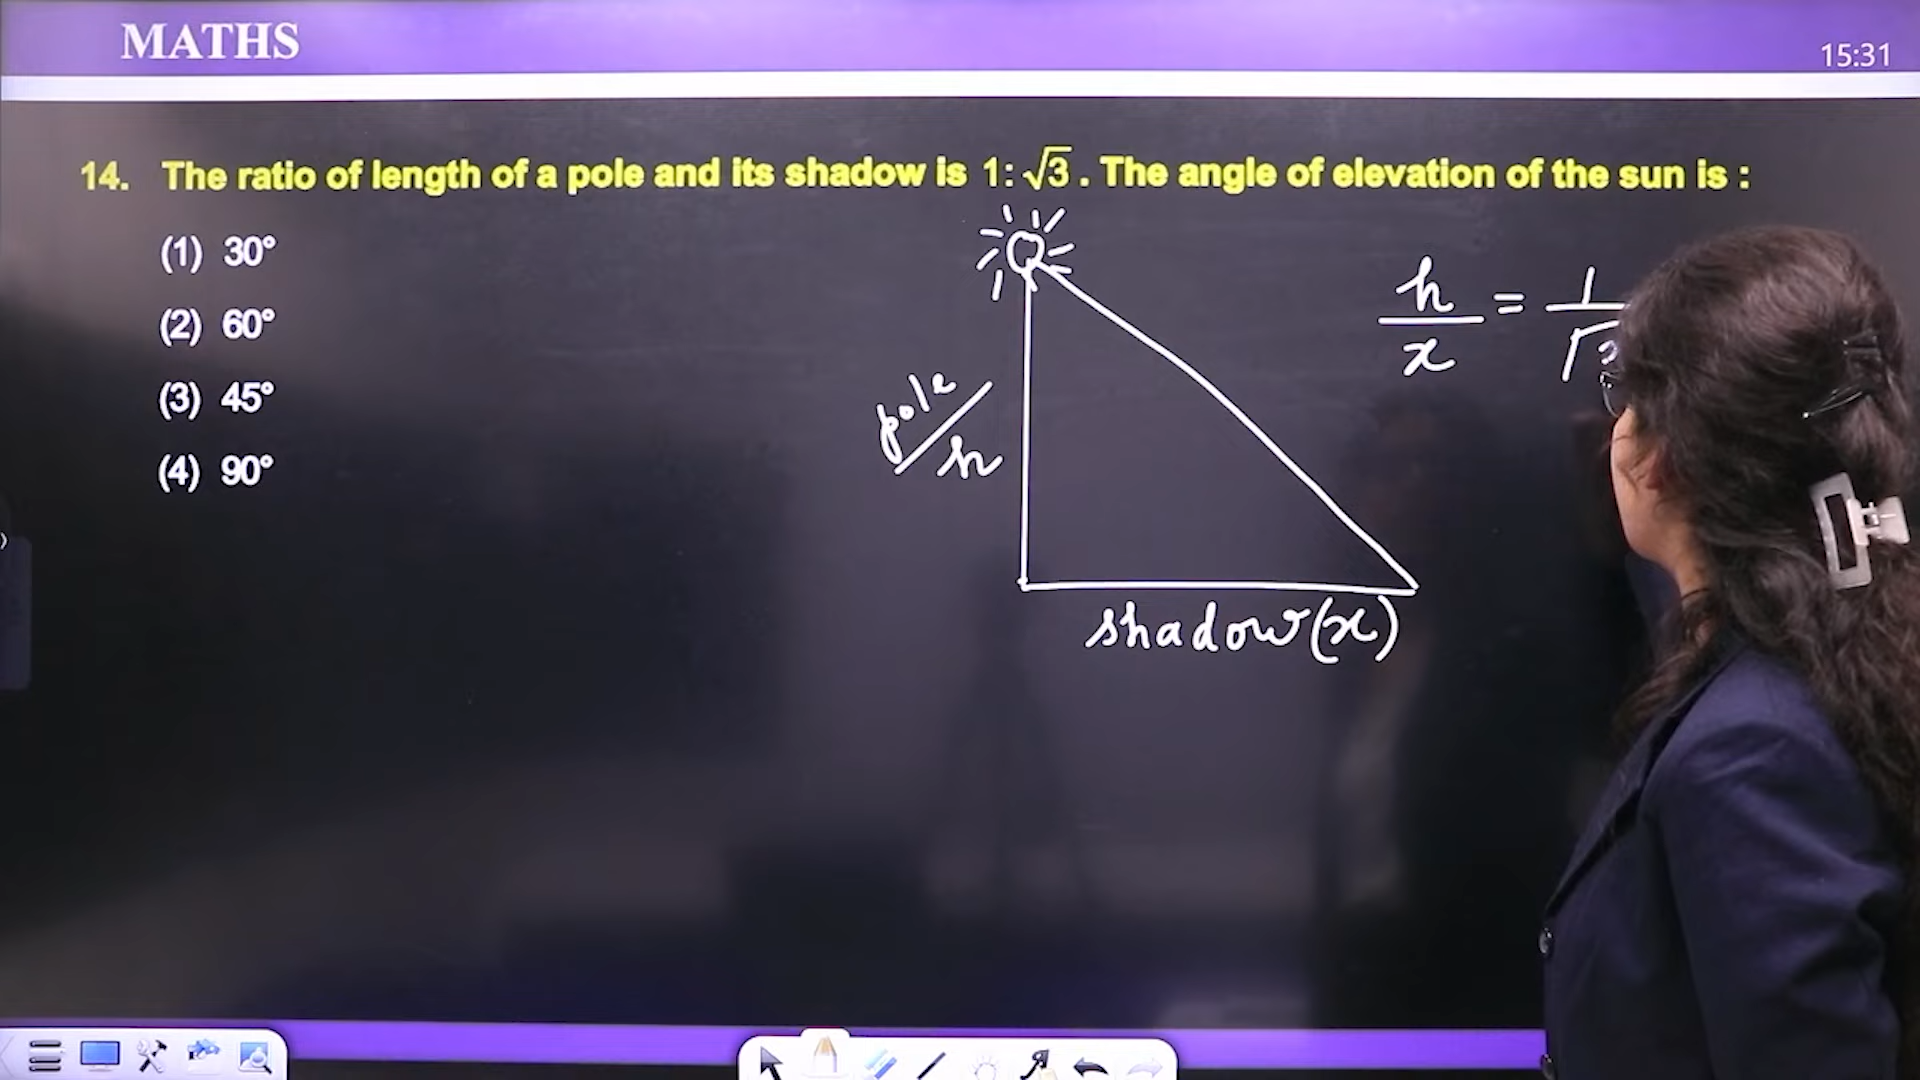 MATHS
15:31
14. The ratio of length of a pole and its shadow is 1:√3. The angle of elevation of the sun is :
(1) 30°
(2) 60°
(3) 45°
(4) 90°
h/x = 1/√3
pole/h
shadow(x)